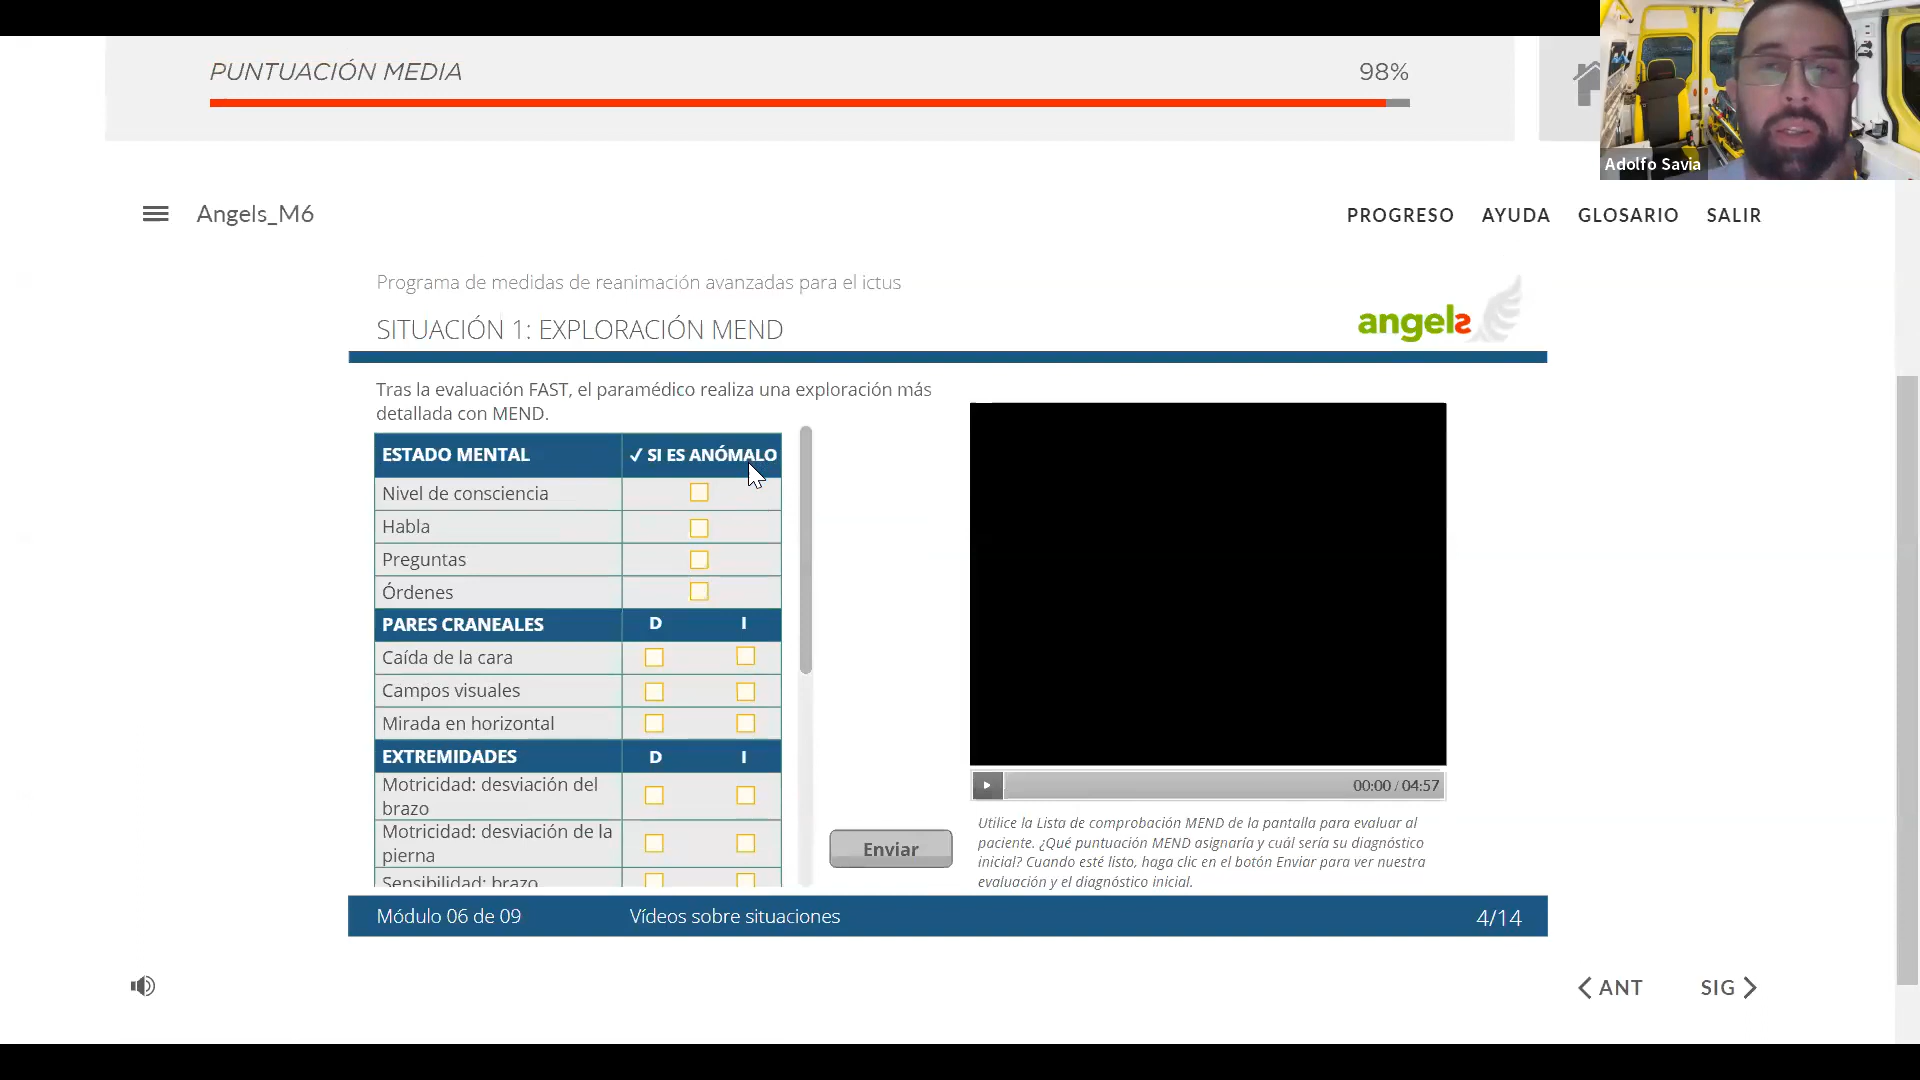 PUNTUACIÓN MEDIA 98%
Adolfo Savia
Angels_M6
PROGRESO AYUDA GLOSARIO SALIR
Programa de medidas de reanimación avanzadas para el ictus
SITUACIÓN 1: EXPLORACIÓN MEND
angels
Tras la evaluación FAST, el paramédico realiza una exploración más
detallada con MEND.
ESTADO MENTAL ✓ SI ES ANÓMALO
Nivel de consciencia
Habla
Preguntas
Órdenes
PARES CRANEALES D I
Caída de la cara
Campos visuales
Mirada en horizontal
EXTREMIDADES D I
Motricidad: desviación del
brazo
Motricidad: desviación de la
pierna
Sensibilidad: brazo
Enviar
00:00 / 04:57
Utilice la Lista de comprobación MEND de la pantalla para evaluar al
paciente. ¿Qué puntuación MEND asignaría y cuál sería su diagnóstico
inicial? Cuando esté listo, haga clic en el botón Enviar para ver nuestra
evaluación y el diagnóstico inicial.
Módulo 06 de 09 Vídeos sobre situaciones 4/14
ANT SIG